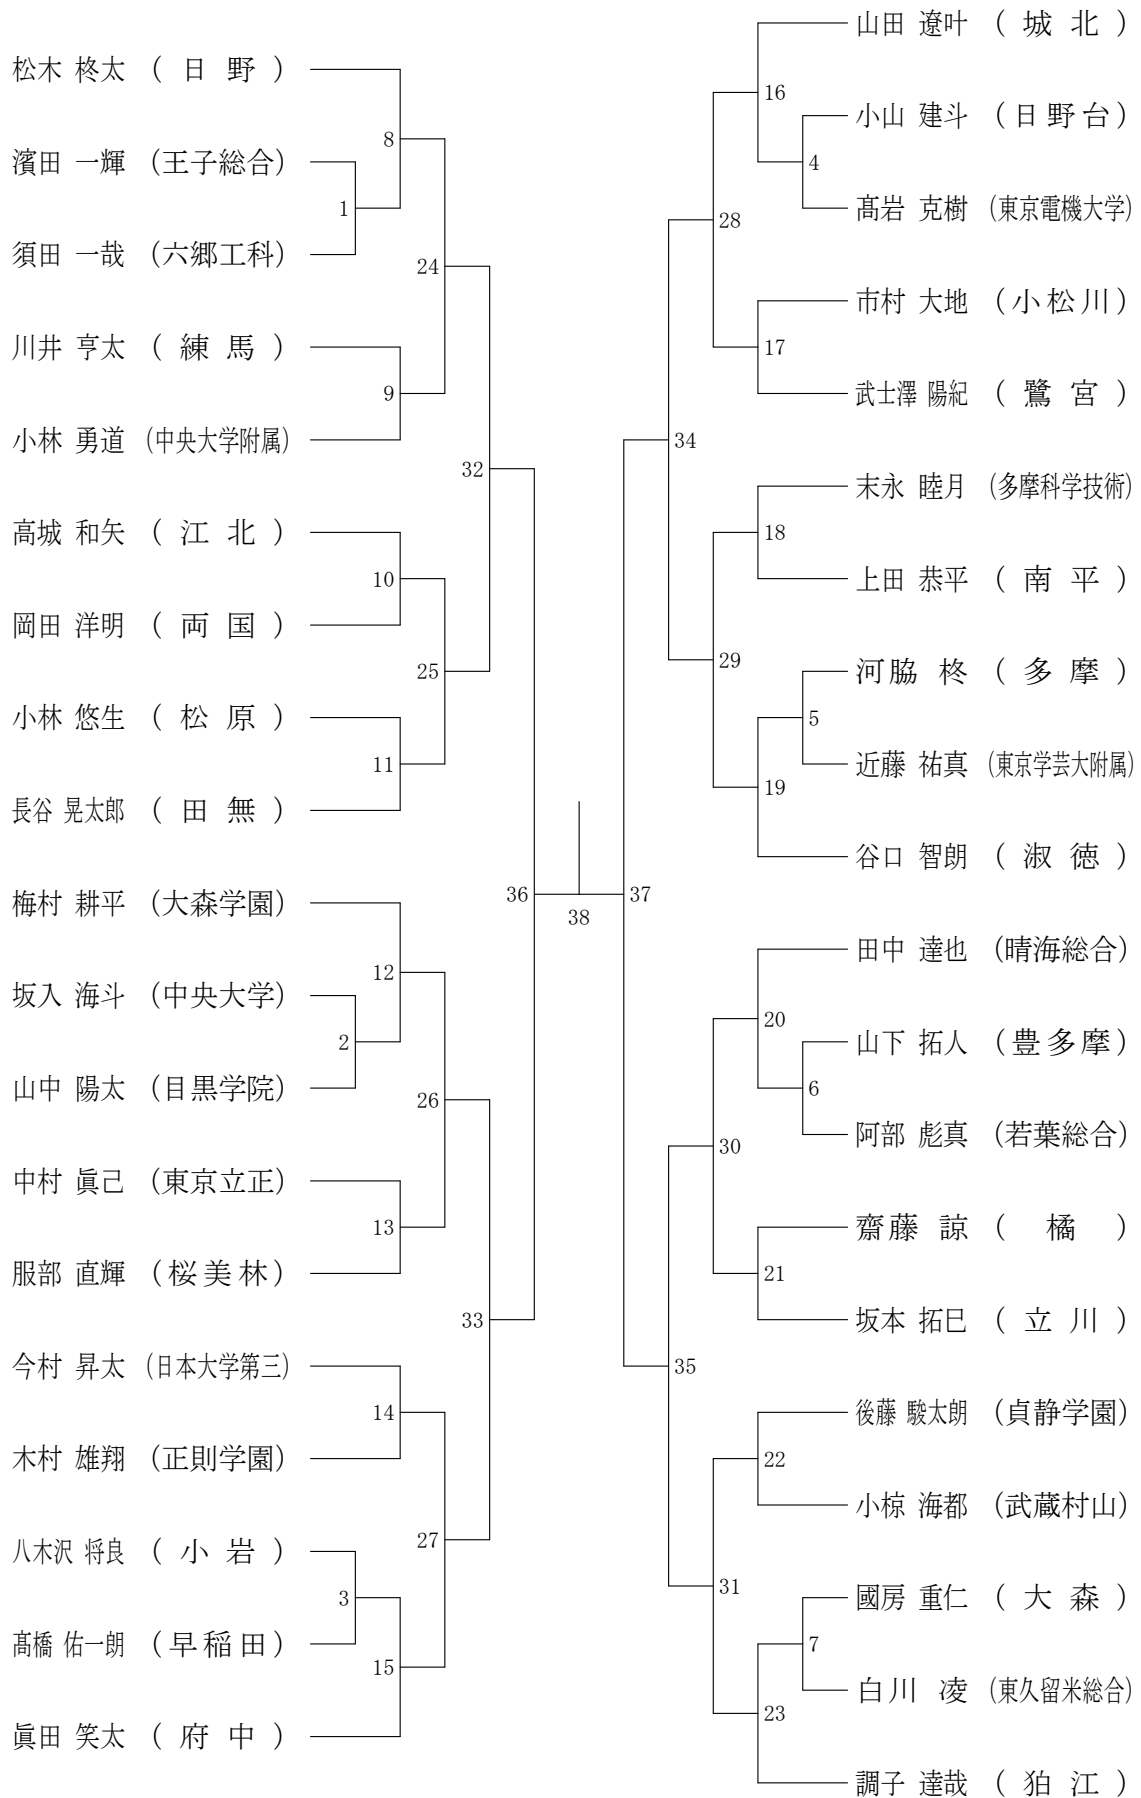 松木 柊太 （ 日 野 ）
濱田 一輝 （王子総合）
須田 一哉 （六郷工科）
川井 亨太 （ 練 馬 ）
小林 勇道 （中央大学附属）
高城 和矢 （ 江 北 ）
岡田 洋明 （ 両 国 ）
小林 悠生 （ 松 原 ）
長谷 晃太郎 （ 田 無 ）
梅村 耕平 （大森学園）
坂入 海斗 （中央大学）
山中 陽太 （目黒学院）
中村 眞己 （東京立正）
服部 直輝 （桜美林）
今村 昇太 （日本大学第三）
木村 雄翔 （正則学園）
八木沢 将良 （ 小 岩 ）
髙橋 佑一朗 （早稲田）
眞田 笑太 （ 府 中 ）
8
1
24
9
32
10
25
11
36
12
2
26
13
33
14
27
3
15
38
37
16
4
28
17
34
18
29
5
19
20
6
30
21
35
22
31
7
23
山田 遼叶 （ 城 北 ）
小山 建斗 （日野台）
髙岩 克樹 （東京電機大学）
市村 大地 （小松川）
武士澤 陽紀 （ 鷺 宮 ）
末永 睦月 （多摩科学技術）
上田 恭平 （ 南 平 ）
河脇 柊 （ 多 摩 ）
近藤 祐真 （東京学芸大附属）
谷口 智朗 （ 淑 徳 ）
田中 達也 （晴海総合）
山下 拓人 （豊多摩）
阿部 彪真 （若葉総合）
齋藤 諒 （ 橘 ）
坂本 拓巳 （ 立 川 ）
後藤 駿太朗 （貞静学園）
小椋 海都 （武蔵村山）
國房 重仁 （ 大 森 ）
白川 凌 （東久留米総合）
調子 達哉 （ 狛 江 ）